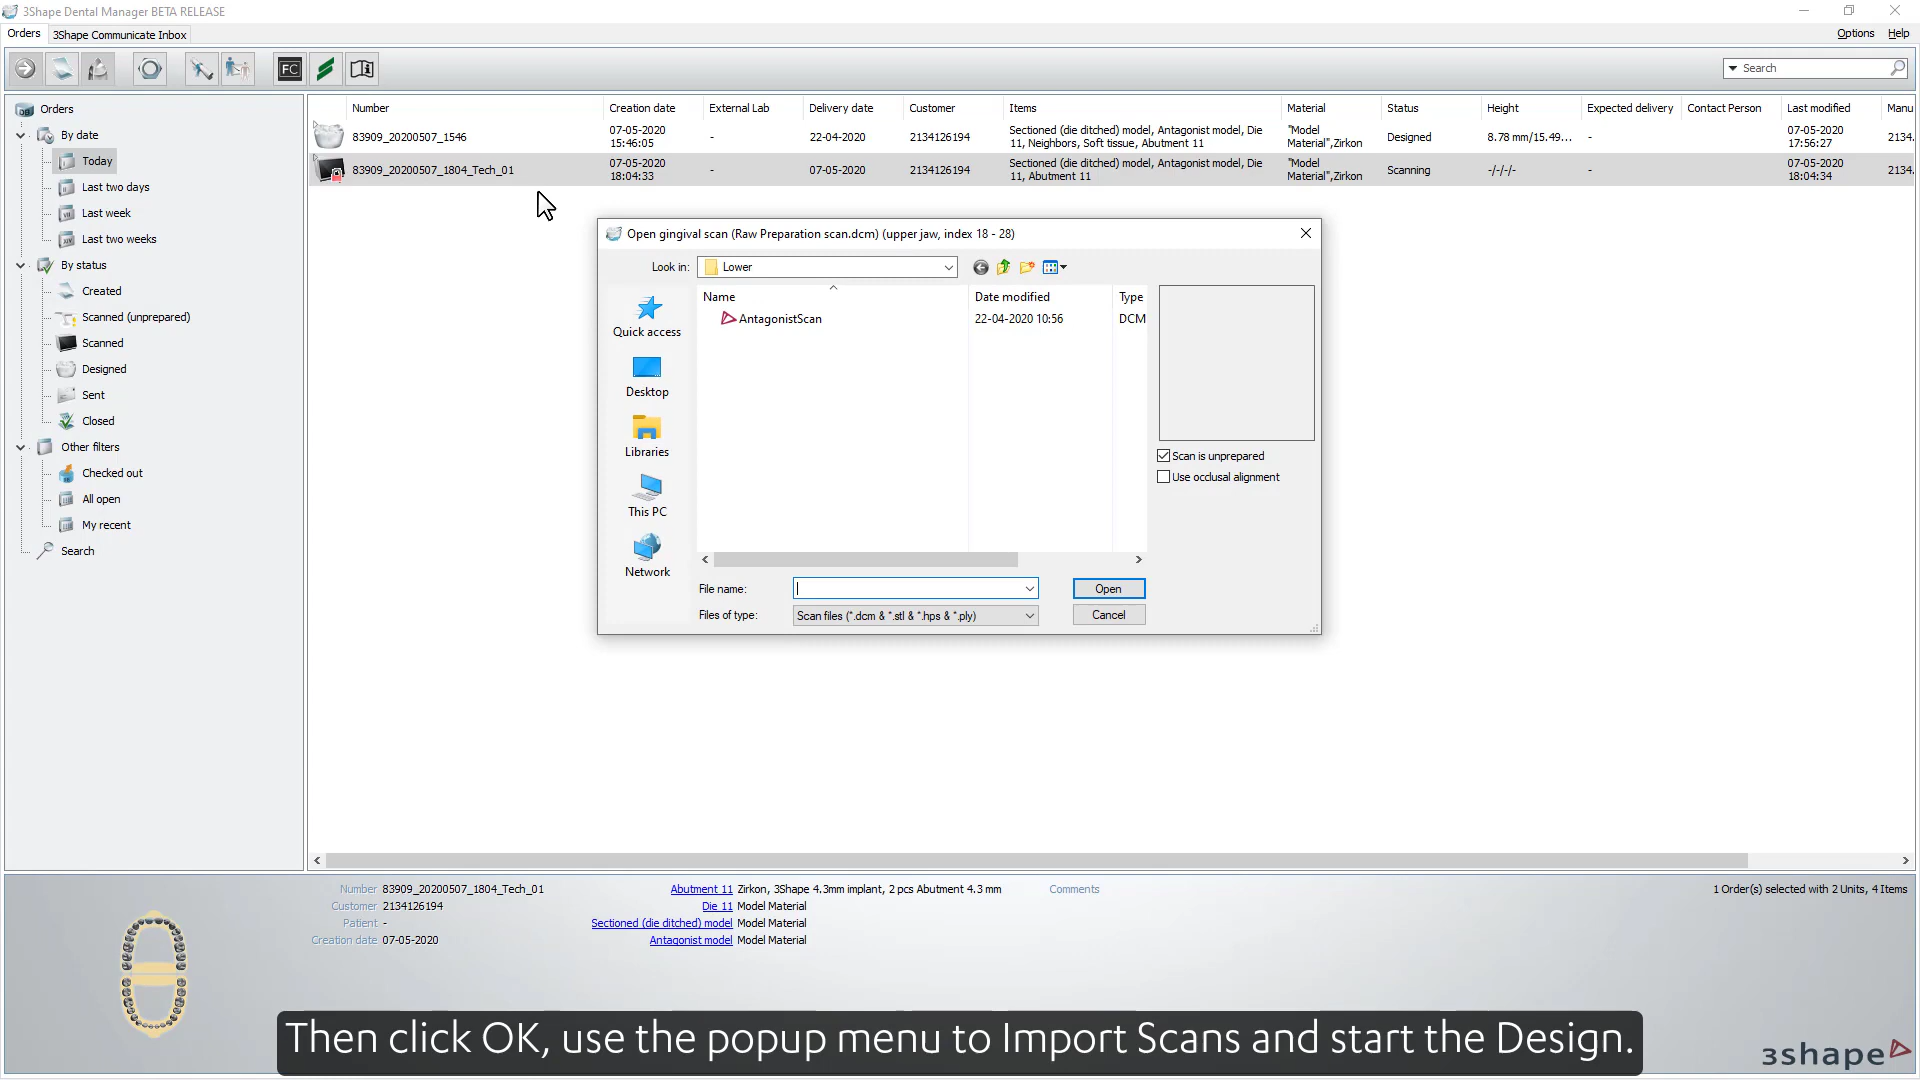 3Shape Dental Manager BETA RELEASE
Orders
3Shape Communicate Inbox
Options
Help
FC
Search
Orders
By date
Today
Last two days
Last week
Last two weeks
By status
Created
Scanned (unprepared)
Scanned
Designed
Sent
Closed
Other filters
Checked out
All open
My recent
Search
Number Creation date External Lab Delivery date Customer Items Material Status Height Expected delivery Contact Person Last modified Manu
83909_20200507_1546 07-05-2020 15:46:05 - 22-04-2020 2134126194 Sectioned (die ditched) model, Antagonist model, Die 11, Neighbors, Soft tissue, Abutment 11 "Model Material",Zirkon Designed 8.78 mm/15.49... - 07-05-2020 17:56:27 2134.
83909_20200507_1804_Tech_01 07-05-2020 18:04:33 - 07-05-2020 2134126194 Sectioned (die ditched) model, Antagonist model, Die 11, Abutment 11 "Model Material",Zirkon Scanning -/-/- - 07-05-2020 18:04:34 2134.
Open gingival scan (Raw Preparation scan.dcm) (upper jaw, index 18 - 28)
Look in: Lower
Quick access
Desktop
Libraries
This PC
Network
Name Date modified Type
AntagonistScan 22-04-2020 10:56 DCM
Scan is unprepared
Use occlusal alignment
File name:
Open
Files of type: Scan files (*.dcm & *.stl & *.hps & *.ply)
Cancel
Number 83909_20200507_1804_Tech_01
Customer 2134126194
Patient -
Creation date 07-05-2020
Abutment 11 Zirkon, 3Shape 4.3mm implant, 2 pcs Abutment 4.3 mm
Die 11 Model Material
Sectioned (die ditched) model Model Material
Antagonist model Model Material
Comments
1 Order(s) selected with 2 Units, 4 Items
Then click OK, use the popup menu to Import Scans and start the Design.
3shape